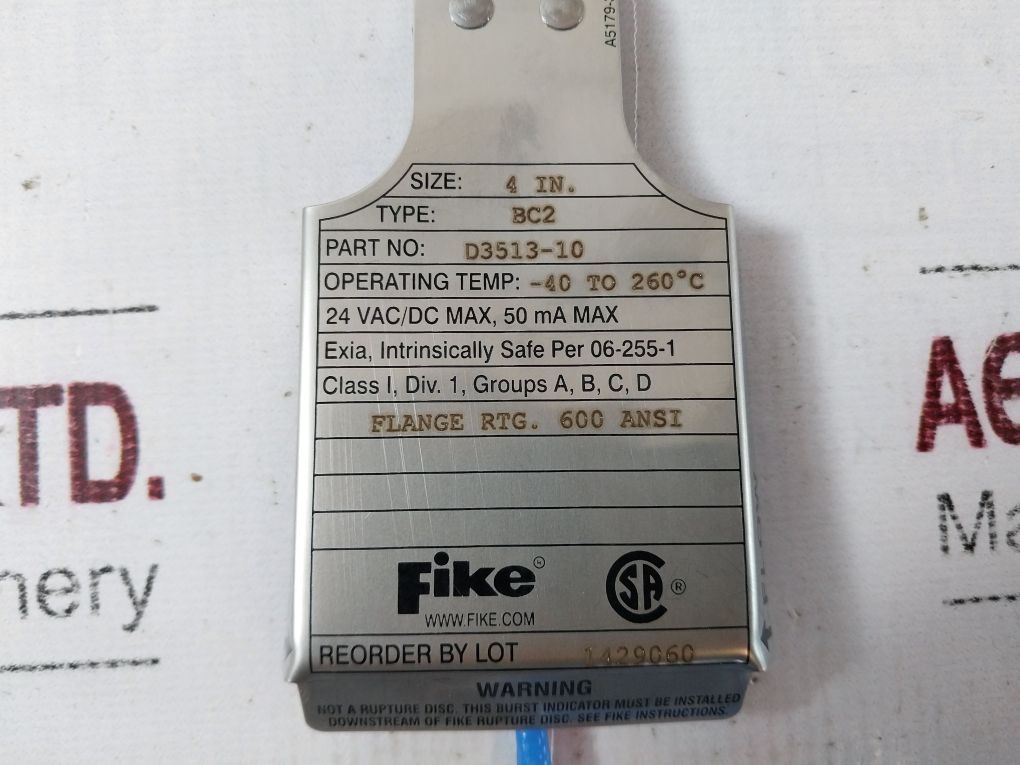 A5179-
SIZE: 4 IN.
TYPE: BC2
PART NO: D3513-10
OPERATING TEMP: -40 TO 260°C
24 VAC/DC MAX, 50 mA MAX
Exia, Intrinsically Safe Per 06-255-1
Class I, Div. 1, Groups A, B, C, D
FLANGE RTG. 600 ANSI
TD.
nery
A6
Ma
Fike®
WWW.FIKE.COM
CSA®
REORDER BY LOT 1429060
WARNING
NOT A RUPTURE DISC. THIS BURST INDICATOR MUST BE INSTALLED
DOWNSTREAM OF FIKE RUPTURE DISC. SEE FIKE INSTRUCTIONS.